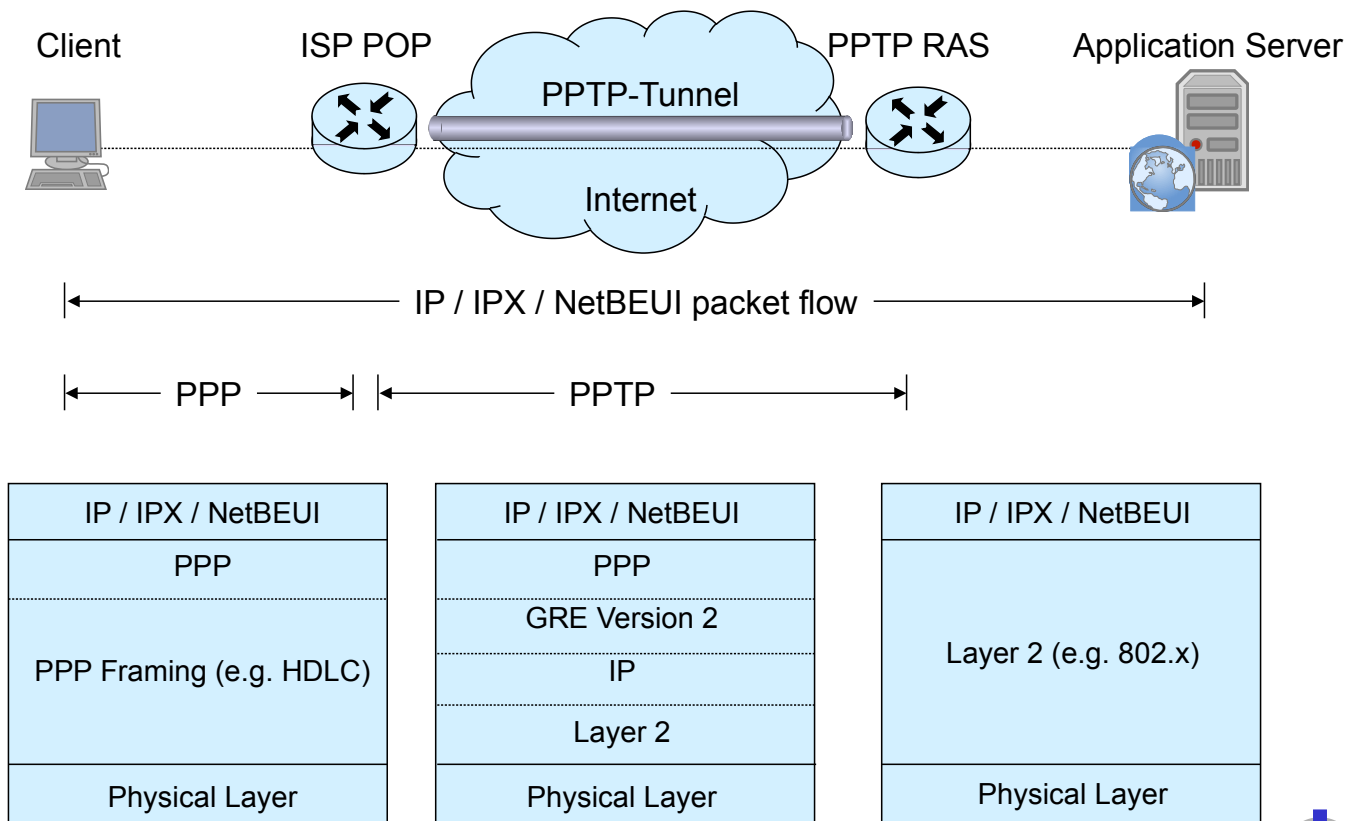 Client
ISP POP
PPTP RAS
Application Server
PPTP-Tunnel
Internet
IP / IPX / NetBEUI packet flow
PPP
PPTP
IP / IPX / NetBEUI
PPP
PPP Framing (e.g. HDLC)
Physical Layer
IP / IPX / NetBEUI
PPP
GRE Version 2
IP
Layer 2
Physical Layer
IP / IPX / NetBEUI
Layer 2 (e.g. 802.x)
Physical Layer